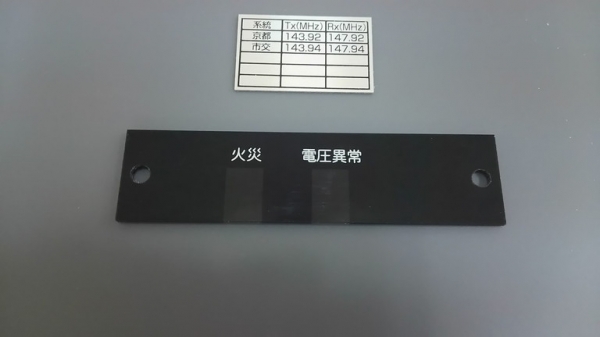 系統 Tx(MHz) Rx(MHz)
京都 143.92 147.92
市交 143.94 147.94
火災 電圧異常